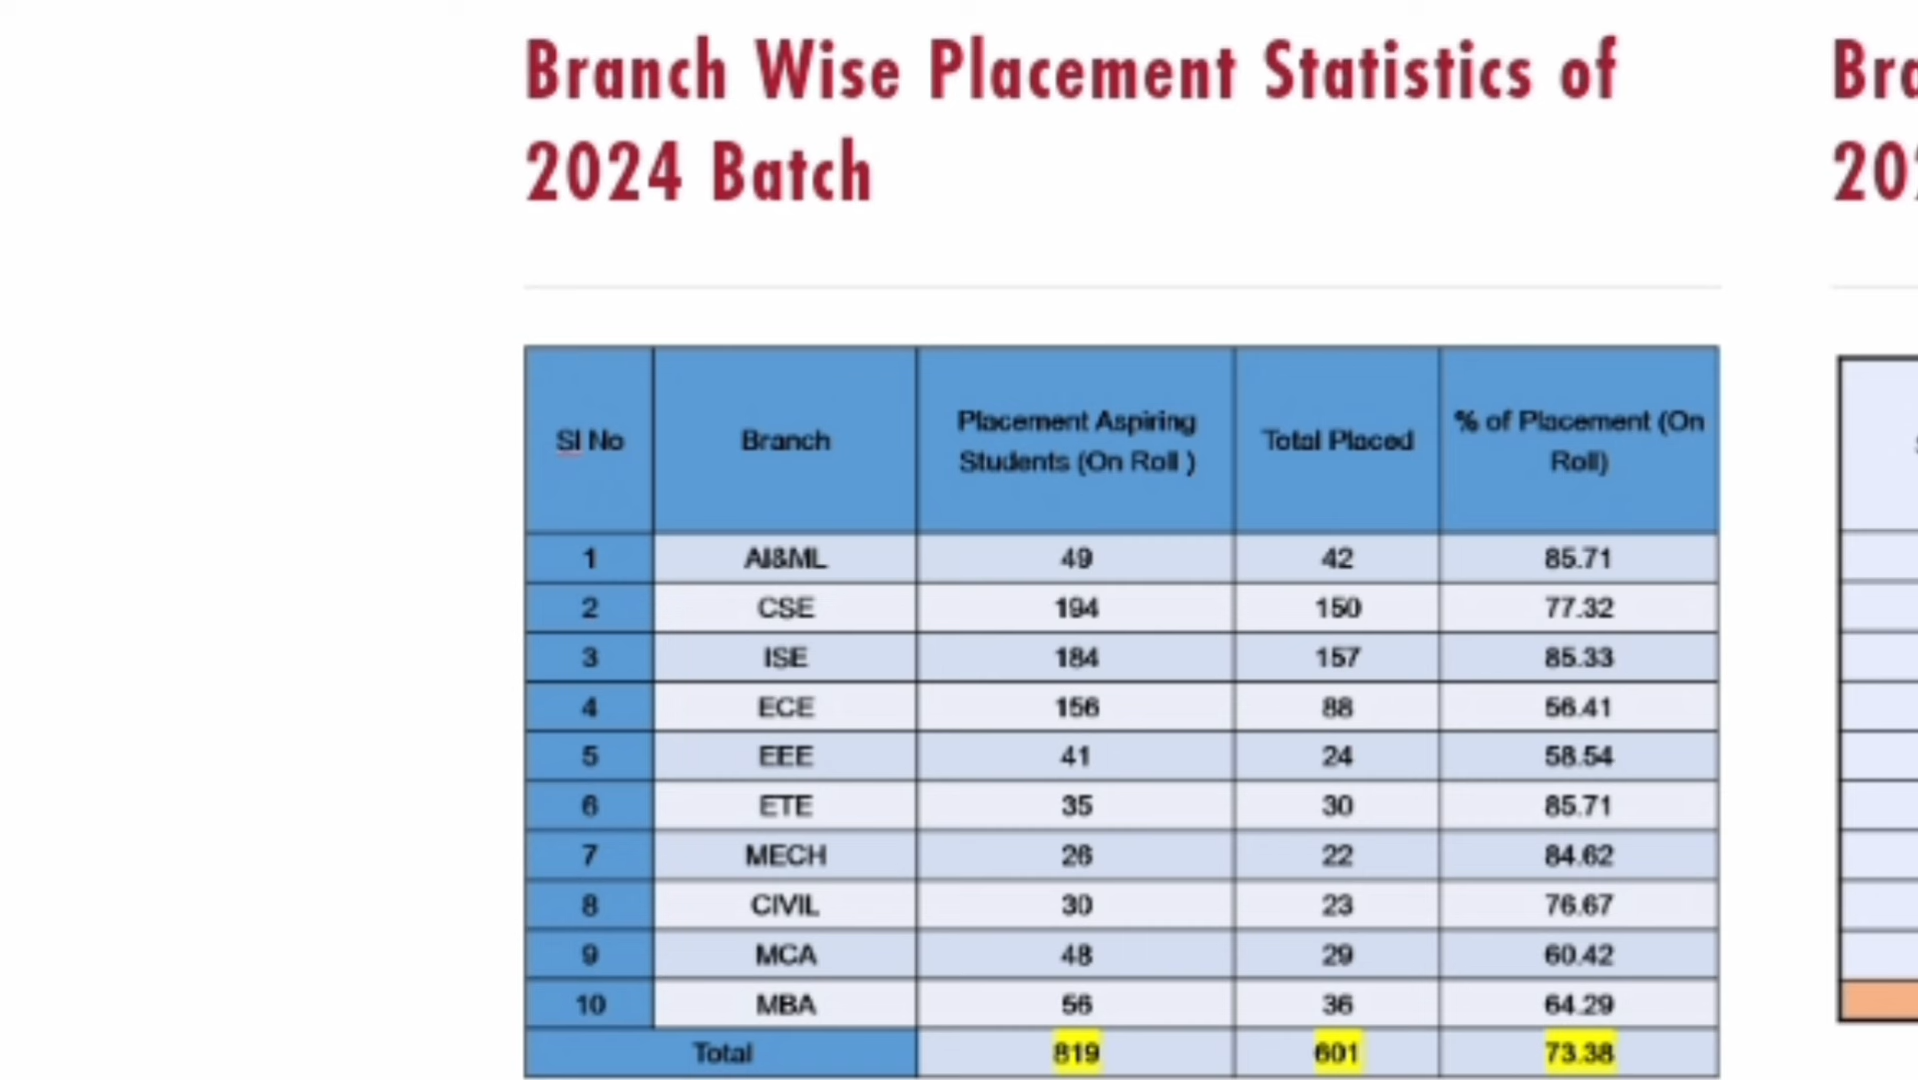 Branch Wise Placement Statistics of
2024 Batch
Sl No Branch Placement Aspiring Students (On Roll ) Total Placed % of Placement (On Roll)
1 AI&ML 49 42 85.71
2 CSE 194 150 77.32
3 ISE 184 157 85.33
4 ECE 156 88 56.41
5 EEE 41 24 58.54
6 ETE 35 30 85.71
7 MECH 26 22 84.62
8 CIVIL 30 23 76.67
9 MCA 48 29 60.42
10 MBA 56 36 64.29
Total 819 601 73.38